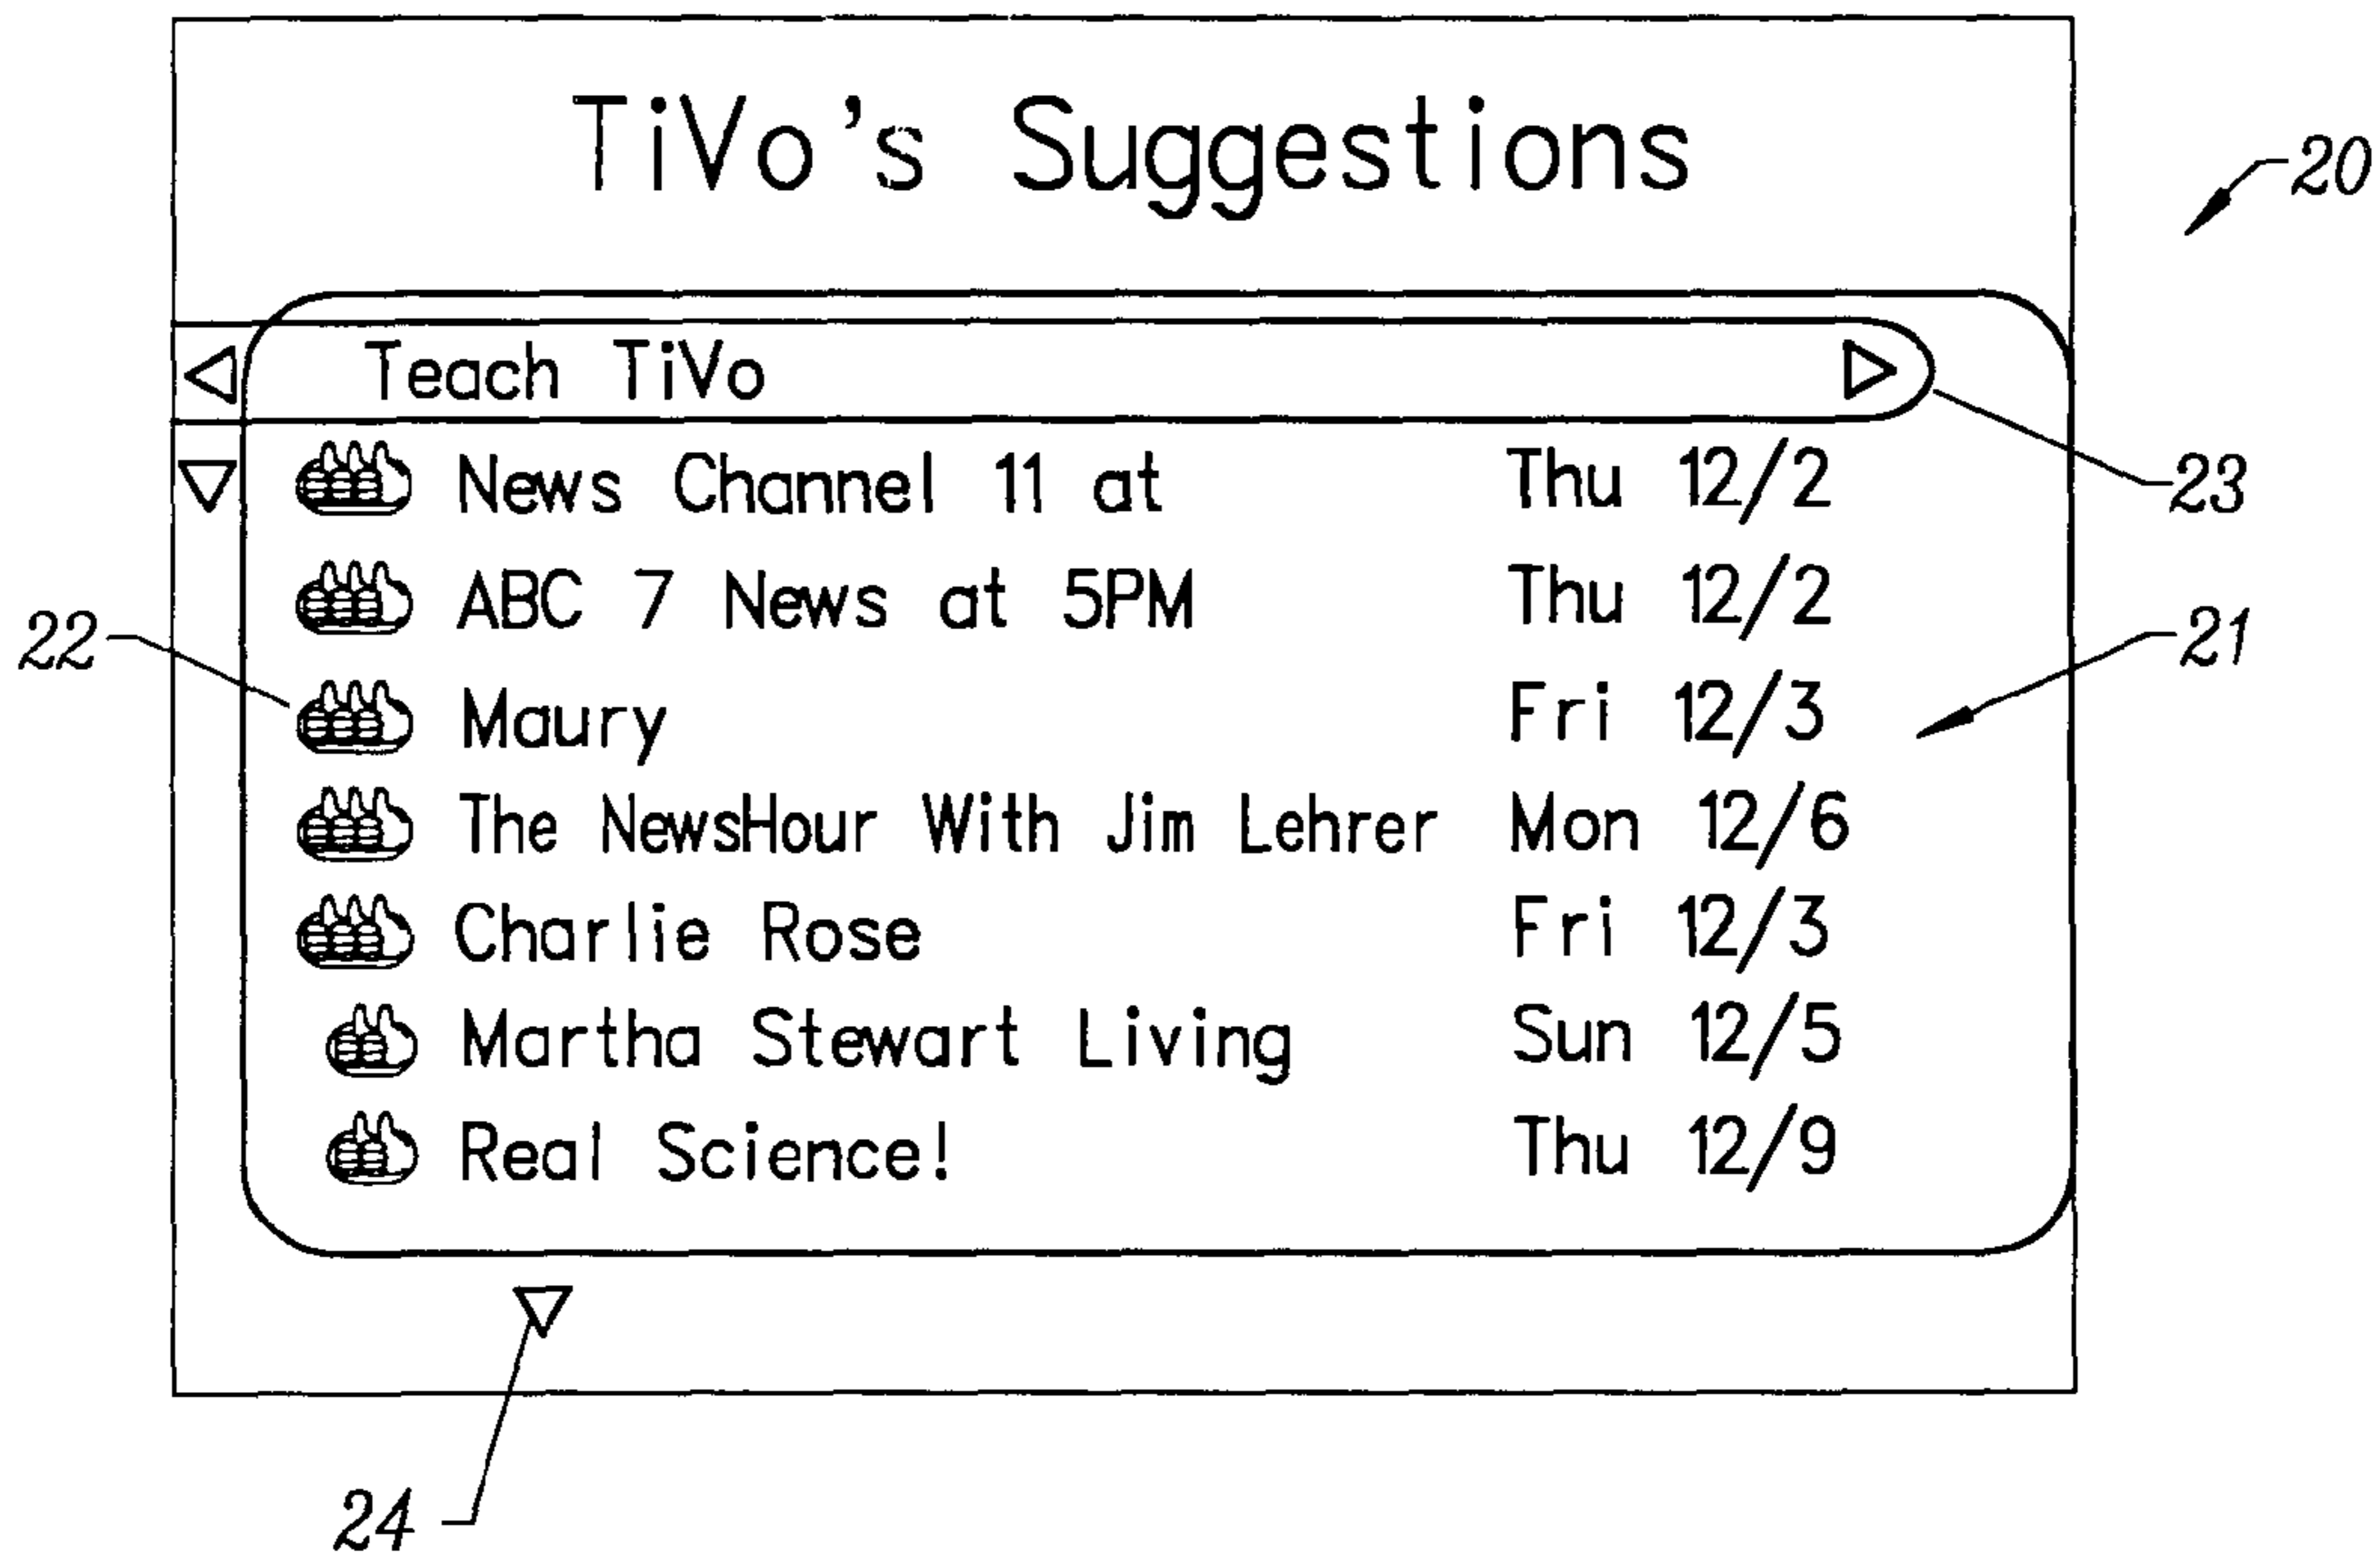 TiVo's Suggestions
20
Teach TiVo
23
News Channel 11 at Thu 12/2
ABC 7 News at 5PM Thu 12/2
22
21
Maury Fri 12/3
The NewsHour With Jim Lehrer Mon 12/6
Charlie Rose Fri 12/3
Martha Stewart Living Sun 12/5
Real Science! Thu 12/9
24